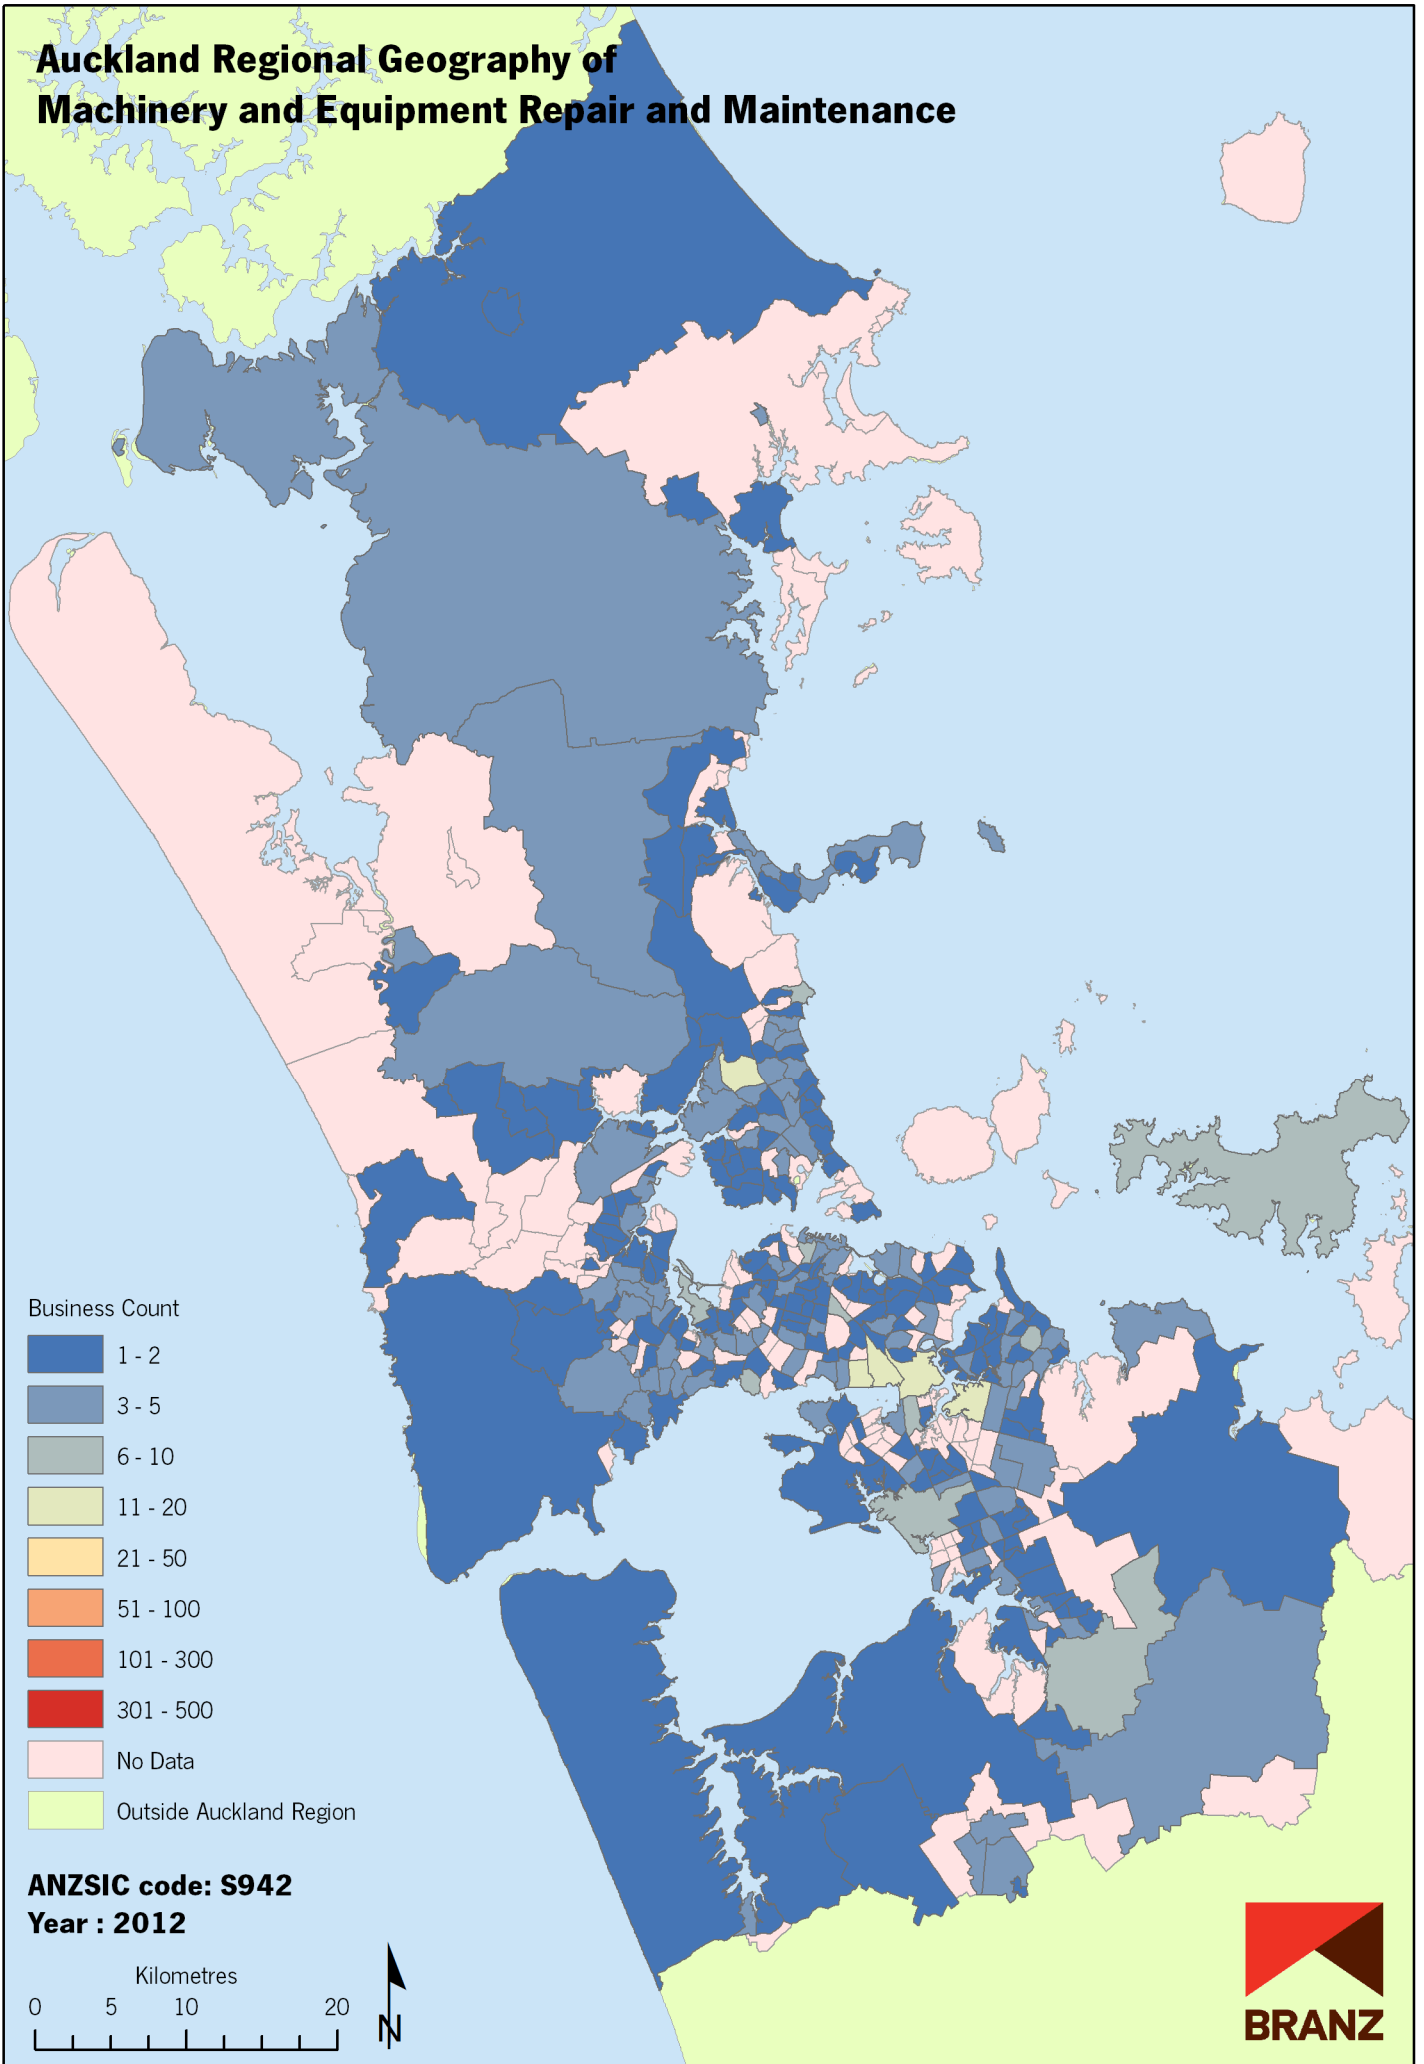 Auckland Regional Geography of
Machinery and Equipment Repair and Maintenance
Business Count
1 - 2
3 - 5
6 - 10
11 - 20
21 - 50
51 - 100
101 - 300
301 - 500
No Data
Outside Auckland Region
ANZSIC code: S942
Year : 2012
Kilometres
0 5 10 20
N
BRANZ